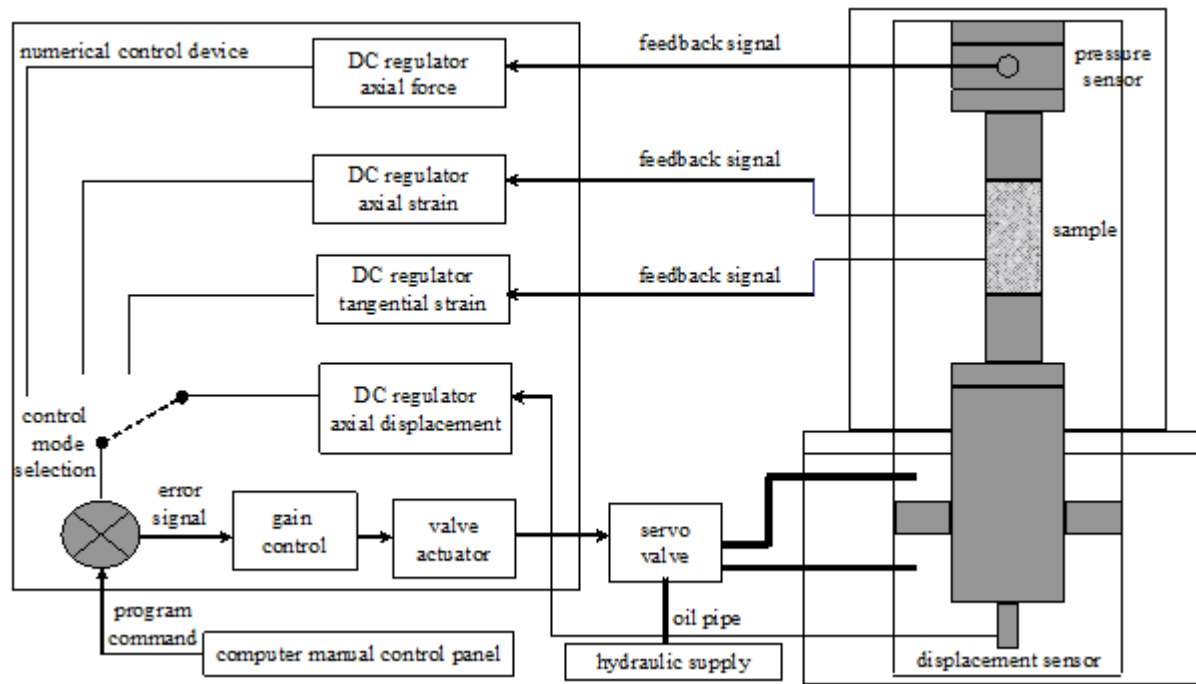 numerical control device
DC regulator
axial force
feedback signal
pressure
sensor
DC regulator
axial strain
feedback signal
sample
DC regulator
tangential strain
feedback signal
DC regulator
axial displacement
control
mode
selection
error
signal
gain
control
valve
actuator
servo
valve
program
command
oil pipe
computer manual control panel
hydraulic supply
displacement sensor